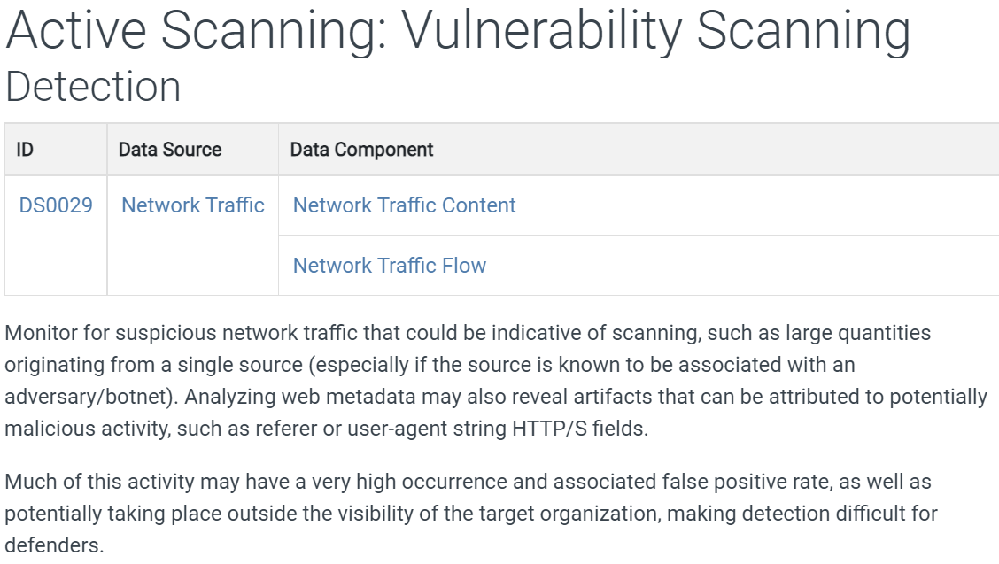 Active Scanning: Vulnerability Scanning
Detection
ID Data Source Data Component
DS0029 Network Traffic Network Traffic Content
Network Traffic Flow
Monitor for suspicious network traffic that could be indicative of scanning, such as large quantities
originating from a single source (especially if the source is known to be associated with an
adversary/botnet). Analyzing web metadata may also reveal artifacts that can be attributed to potentially
malicious activity, such as referer or user-agent string HTTP/S fields.
Much of this activity may have a very high occurrence and associated false positive rate, as well as
potentially taking place outside the visibility of the target organization, making detection difficult for
defenders.